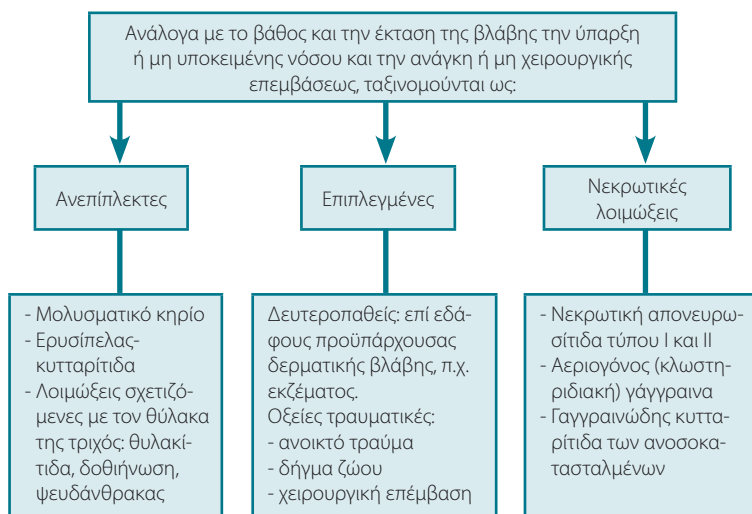 Ανάλογα με το βάθος και την έκταση της βλάβης την ύπαρξη
ή μη υποκειμένης νόσου και την ανάγκη ή μη χειρουργικής
επεμβάσεως, ταξινομούνται ως:
Ανεπίπλεκτες
Επιπλεγμένες
Νεκρωτικές
λοιμώξεις
- Μολυσματικό κηρίο
- Ερυσίπελας-
κυτταρίτιδα
- Λοιμώξεις σχετιζό-
μενες με τον θύλακα
της τριχός: θυλακί-
τιδα, δοθιήνωση,
ψευδάνθρακας
Δευτεροπαθείς: επί εδά-
φους προϋπάρχουσας
δερματικής βλάβης, π.χ.
εκζέματος.
Οξείες τραυματικές:
- ανοικτό τραύμα
- δήγμα ζώου
- χειρουργική επέμβαση
- Νεκρωτική απονευρω-
σίτιδα τύπου Ι και ΙΙ
- Αεριογόνος (κλωστη-
ριδιακή) γάγγραινα
- Γαγγραινώδης κυττα-
ρίτιδα των ανοσοκα-
τασταλμένων